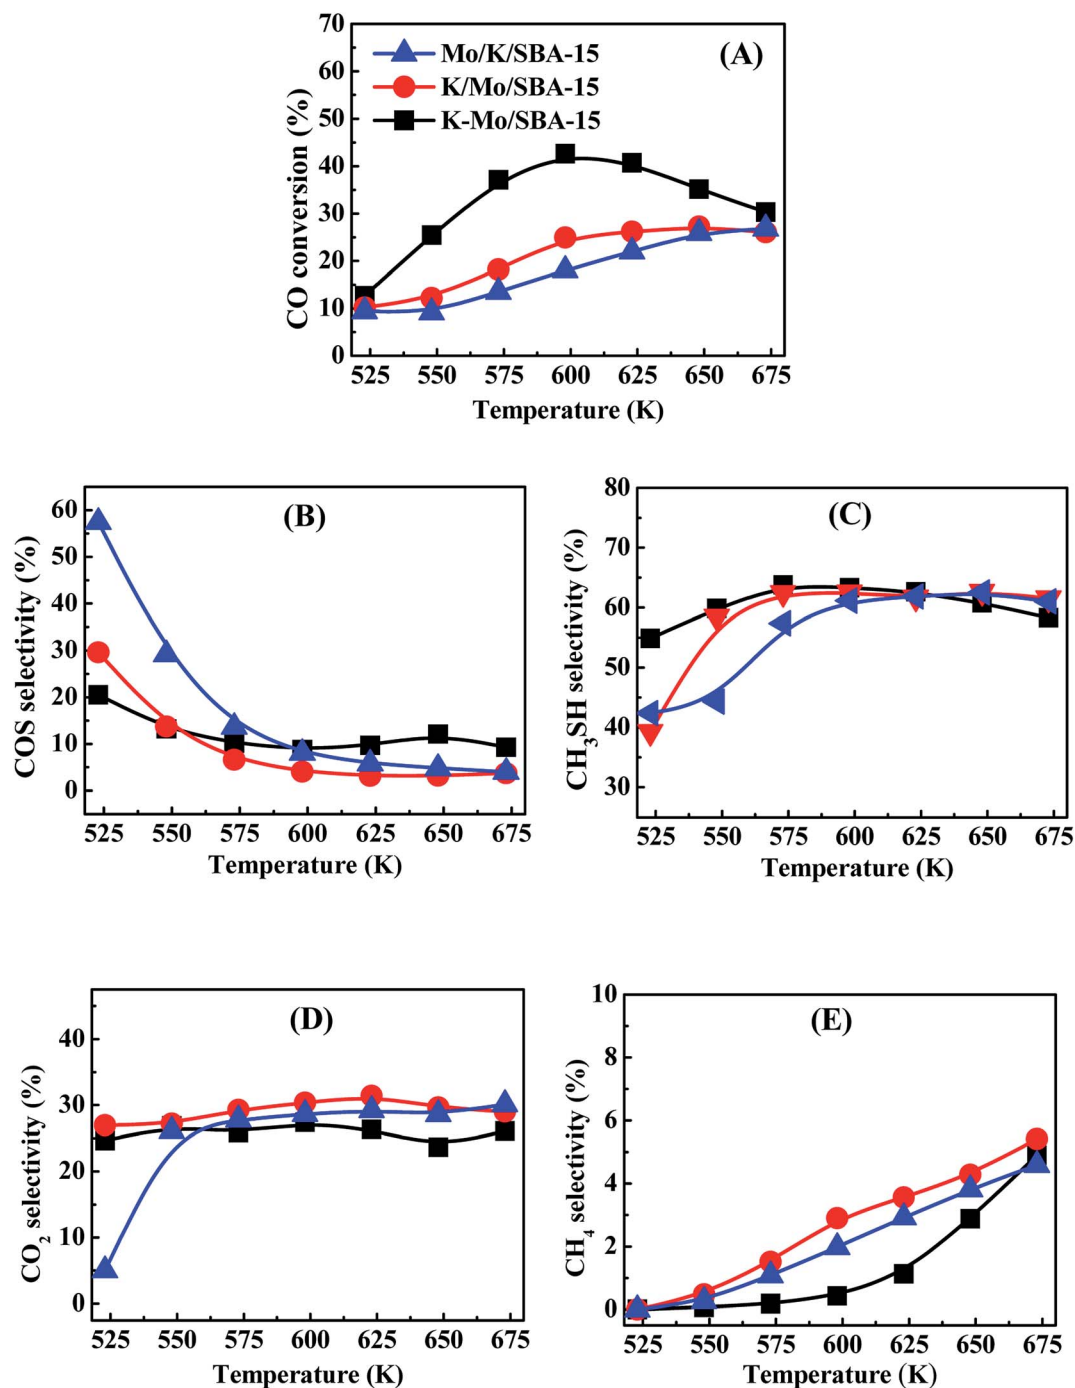 70
60
50
40
30
20
10
0
CO conversion (%)
Mo/K/SBA-15
K/Mo/SBA-15
K-Mo/SBA-15
(A)
525 550 575 600 625 650 675
Temperature (K)
60
50
40
30
20
10
0
COS selectivity (%)
(B)
525 550 575 600 625 650 675
Temperature (K)
80
70
60
50
40
30
CH₃SH selectivity (%)
(C)
525 550 575 600 625 650 675
Temperature (K)
40
30
20
10
0
CO₂ selectivity (%)
(D)
525 550 575 600 625 650 675
Temperature (K)
10
8
6
4
2
0
CH₄ selectivity (%)
(E)
525 550 575 600 625 650 675
Temperature (K)